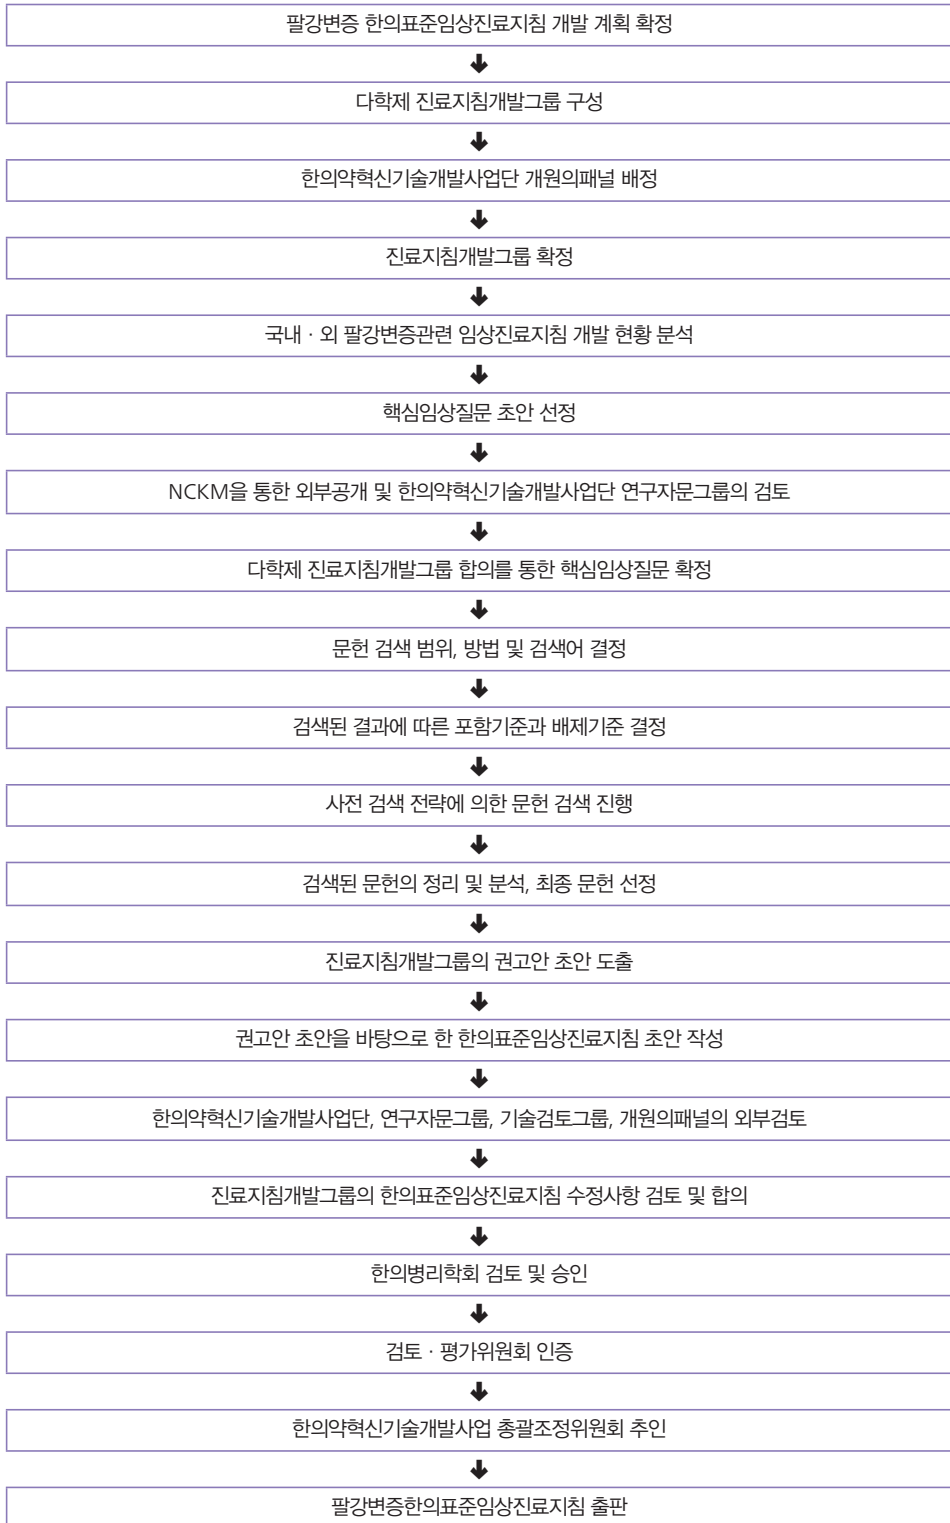 팔강변증 한의표준임상진료지침 개발 계획 확정
다학제 진료지침개발그룹 구성
한의약혁신기술개발사업단 개원의패널 배정
진료지침개발그룹 확정
국내 · 외 팔강변증관련 임상진료지침 개발 현황 분석
핵심임상질문 초안 선정
NCKM을 통한 외부공개 및 한의약혁신기술개발사업단 연구자문그룹의 검토
다학제 진료지침개발그룹 합의를 통한 핵심임상질문 확정
문헌 검색 범위, 방법 및 검색어 결정
검색된 결과에 따른 포함기준과 배제기준 결정
사전 검색 전략에 의한 문헌 검색 진행
검색된 문헌의 정리 및 분석, 최종 문헌 선정
진료지침개발그룹의 권고안 초안 도출
권고안 초안을 바탕으로 한 한의표준임상진료지침 초안 작성
한의약혁신기술개발사업단, 연구자문그룹, 기술검토그룹, 개원의패널의 외부검토
진료지침개발그룹의 한의표준임상진료지침 수정사항 검토 및 합의
한의병리학회 검토 및 승인
검토 · 평가위원회 인증
한의약혁신기술개발사업 총괄조정위원회 추인
팔강변증한의표준임상진료지침 출판